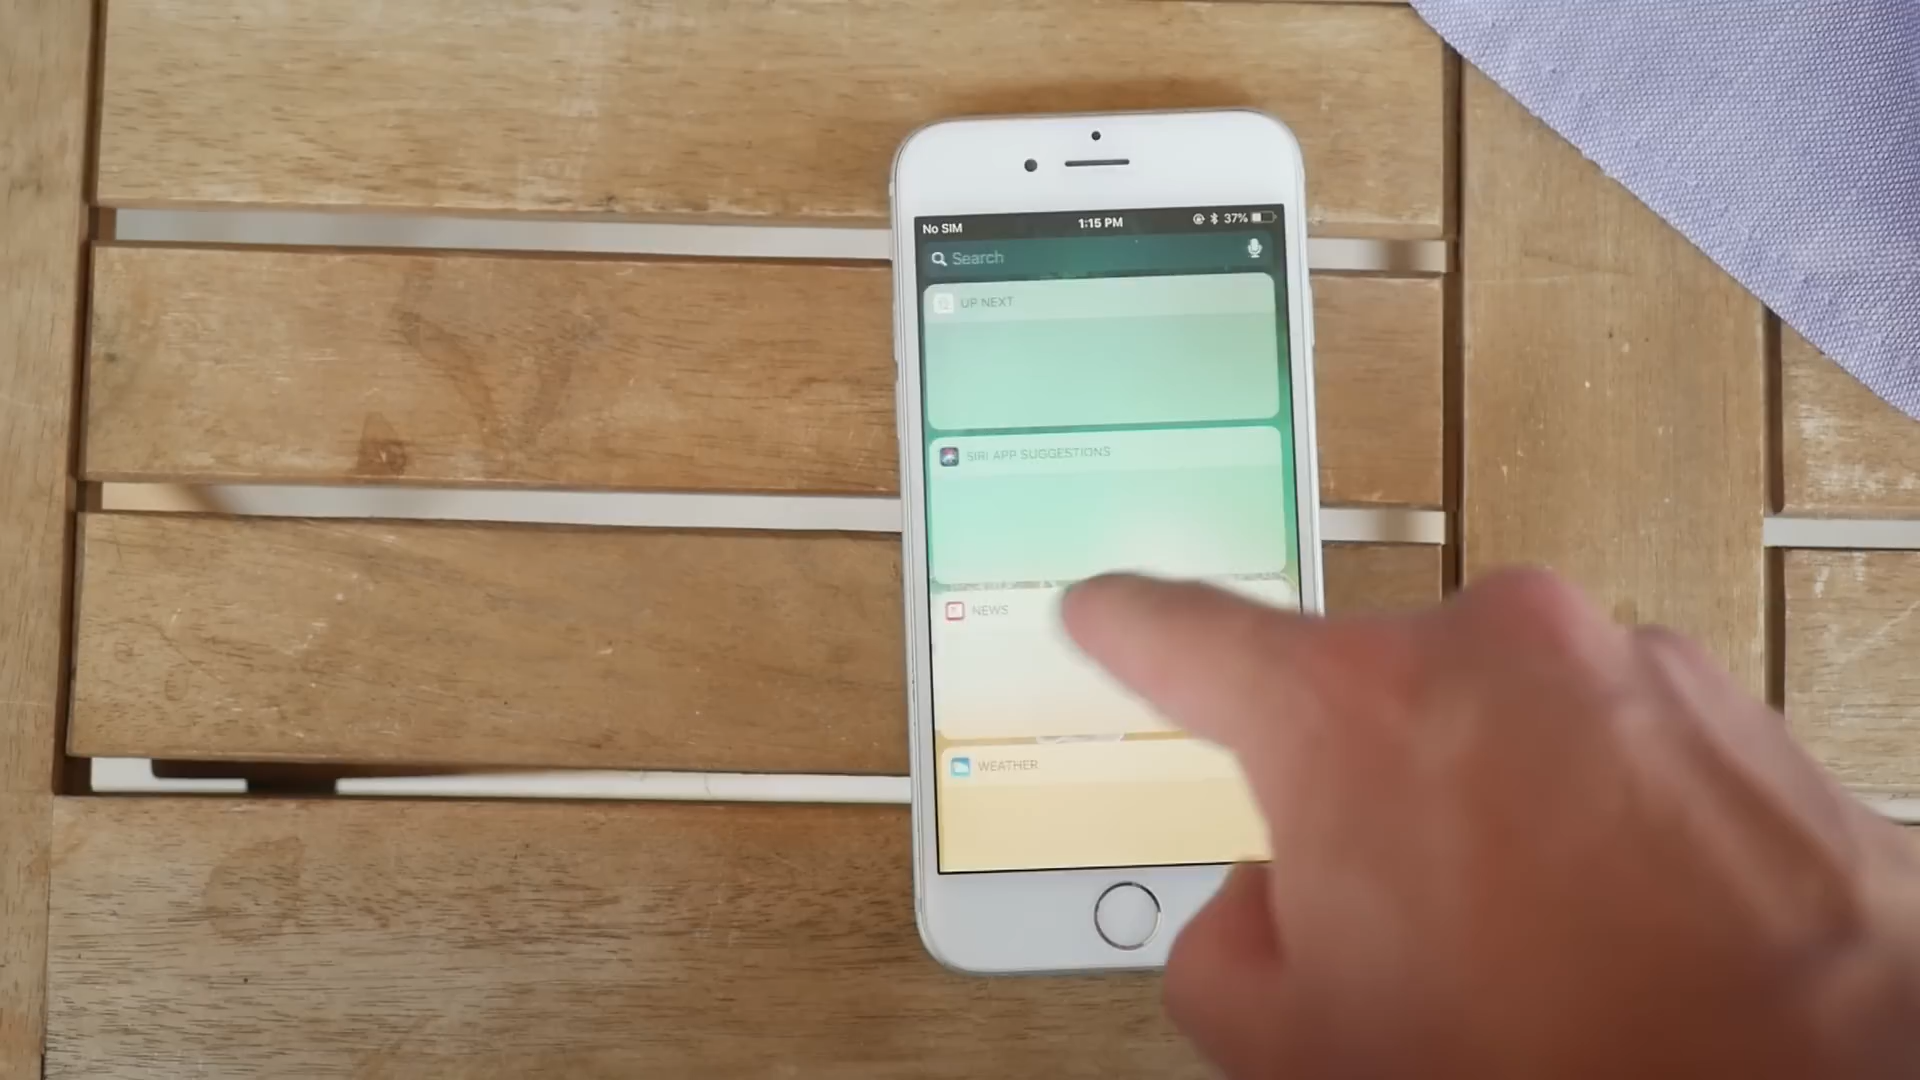 No SIM 1:15 PM 37%
Search
UP NEXT
SIRI APP SUGGESTIONS
NEWS
WEATHER